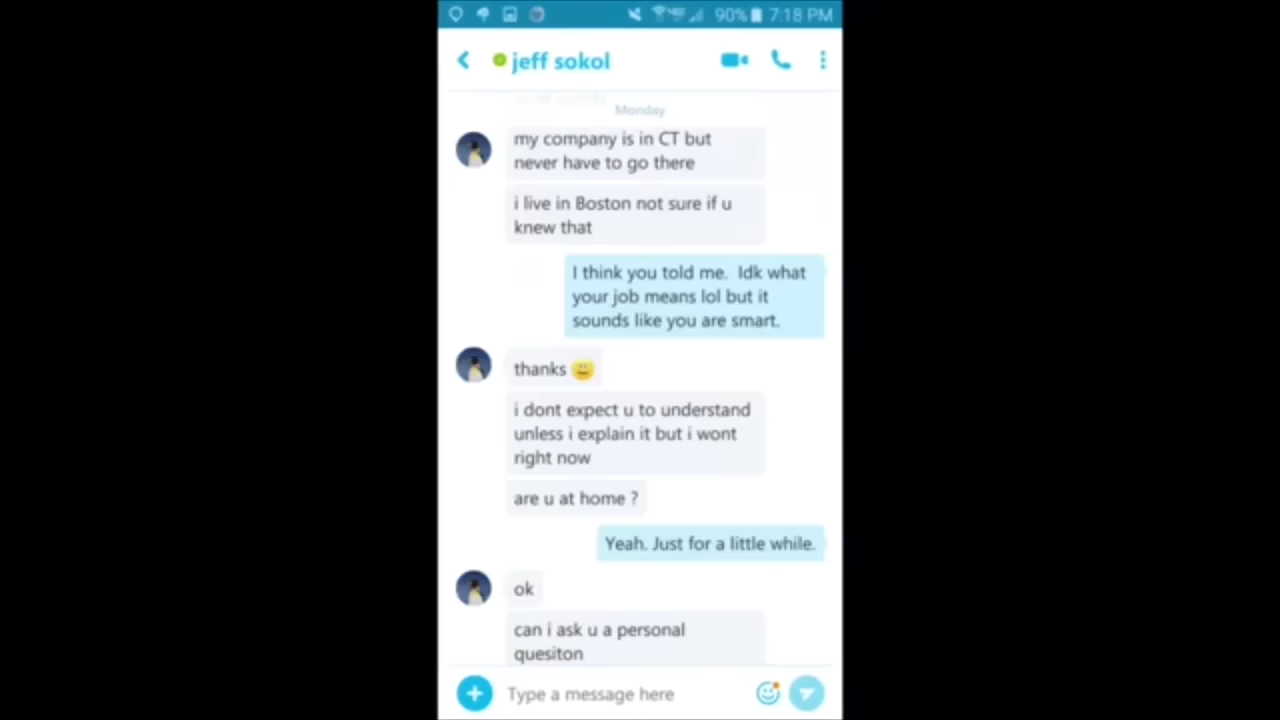 90% 7:18 PM
jeff sokol
Monday
my company is in CT but
never have to go there
i live in Boston not sure if u
knew that
I think you told me. Idk what
your job means lol but it
sounds like you are smart.
thanks
i dont expect u to understand
unless i explain it but i wont
right now
are u at home ?
Yeah. Just for a little while.
ok
can i ask u a personal
quesiton
Type a message here